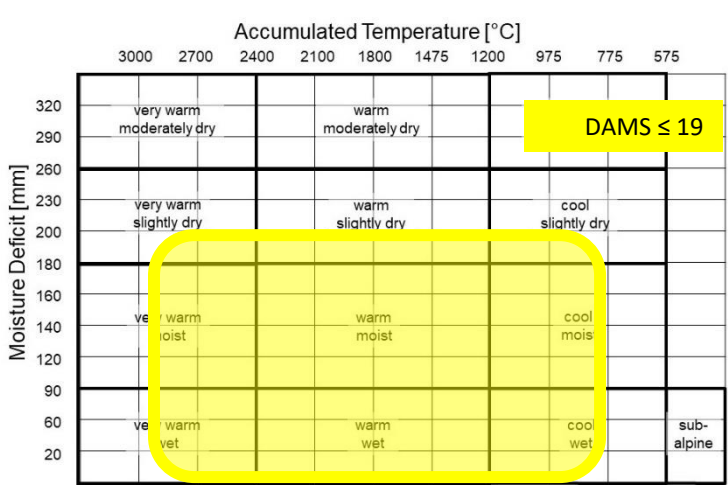 Accumulated Temperature [°C]
3000 2700 2400 2100 1800 1475 1200 975 775 575
Moisture Deficit [mm]
320
290
260
230
200
180
160
140
120
90
60
20
very warm
moderately dry
warm
moderately dry
DAMS ≤ 19
very warm
slightly dry
warm
slightly dry
cool
slightly dry
very warm
moist
warm
moist
cool
moist
very warm
wet
warm
wet
cool
wet
sub-
alpine